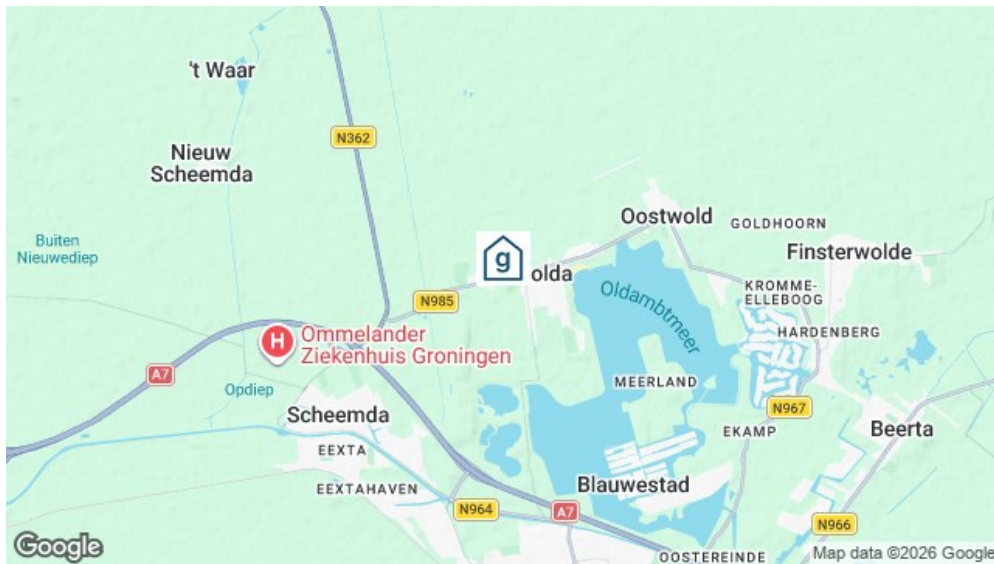 't Waar
N362
Nieuw
Scheemda
Oostwold
GOLDHOORN
Finsterwolde
Buiten
Nieuwediep
g
olda
KROMME-
ELLEBOOG
Oldambtmeer
N985
HARDENBERG
Ommelander
Ziekenhuis Groningen
H
A7
MEERLAND
Opdiep
N967
Scheemda
EKAMP
Beerta
EEXTA
Blauwestad
EEXTAHAVEN
N964
A7
N966
OOSTEREINDE
Google
Map data ©2026 Google